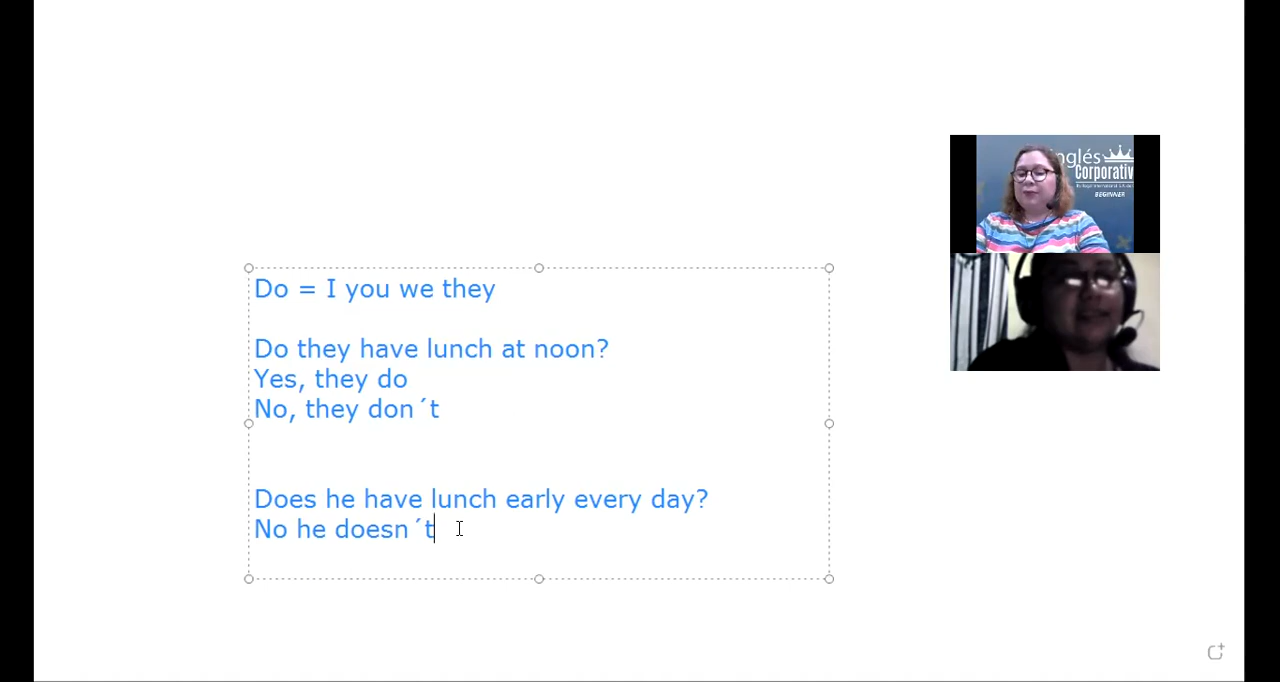 Do = I you we they
Do they have lunch at noon?
Yes, they do
No, they don´t
Does he have lunch early every day?
No he doesn´t
nglés
Corporativ
BEGINNER